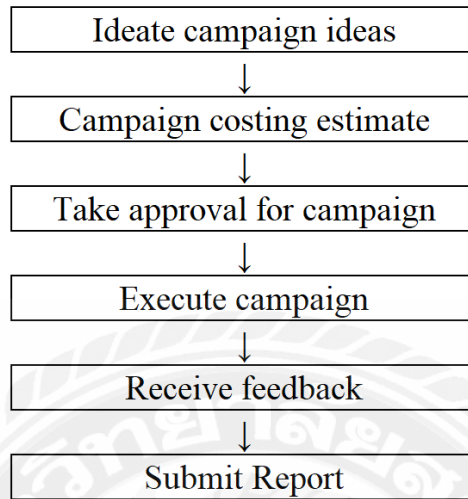 Ideate campaign ideas
↓
Campaign costing estimate
↓
Take approval for campaign
↓
Execute campaign
↓
Receive feedback
↓
Submit Report